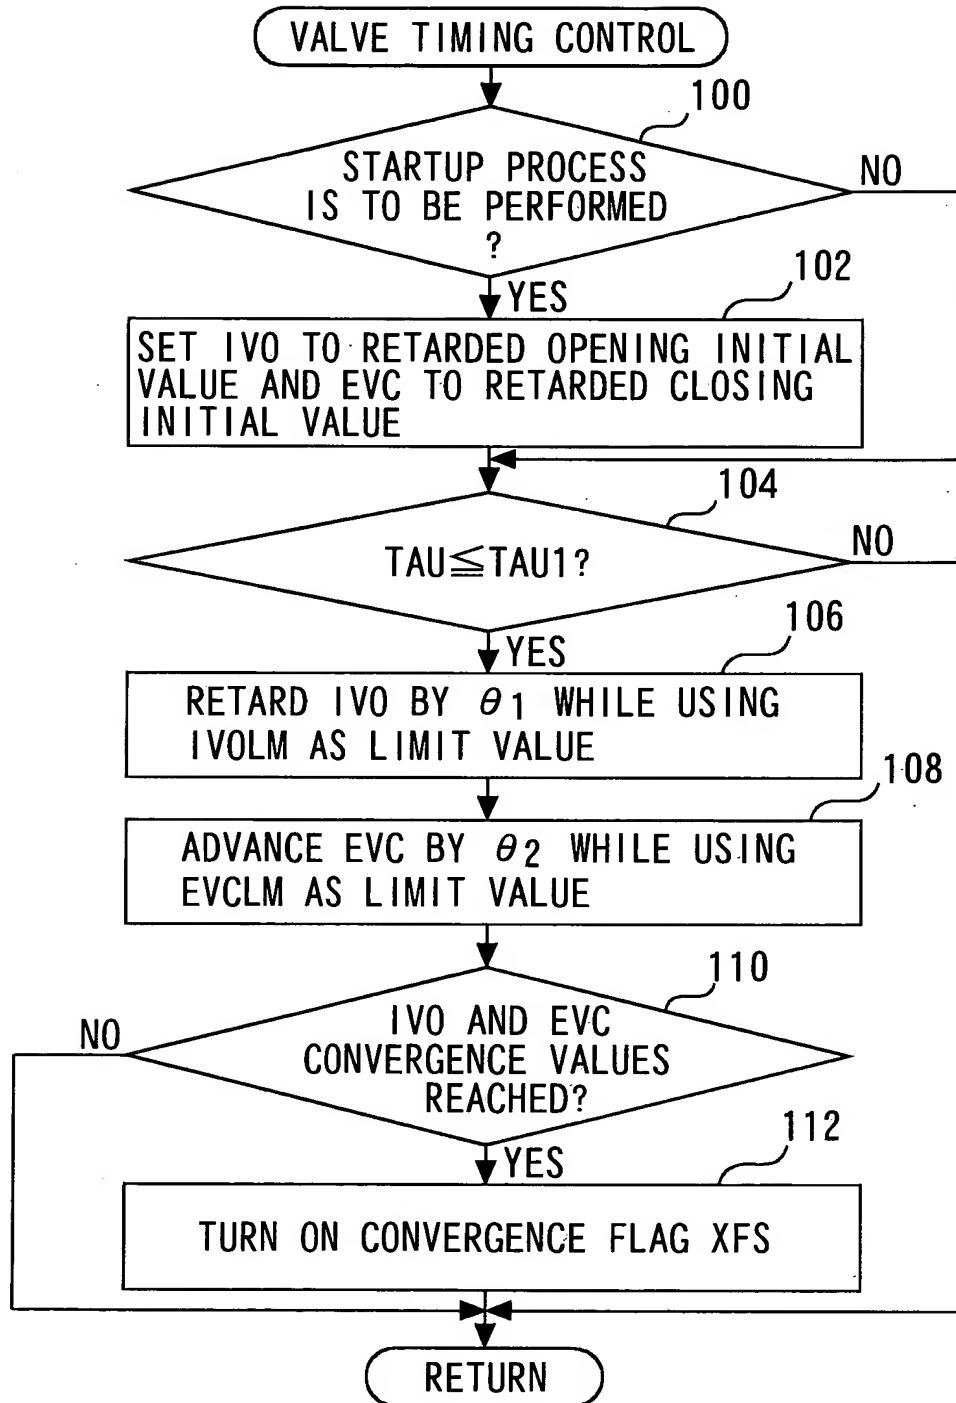 VALVE TIMING CONTROL
100
STARTUP PROCESS
IS TO BE PERFORMED
?
NO
YES
102
SET IVO TO RETARDED OPENING INITIAL
VALUE AND EVC TO RETARDED CLOSING
INITIAL VALUE
104
TAU≦TAU1?
NO
YES
106
RETARD IVO BY θ1 WHILE USING
IVOLM AS LIMIT VALUE
108
ADVANCE EVC BY θ2 WHILE USING
EVCLM AS LIMIT VALUE
110
IVO AND EVC
CONVERGENCE VALUES
REACHED?
NO
YES
112
TURN ON CONVERGENCE FLAG XFS
RETURN